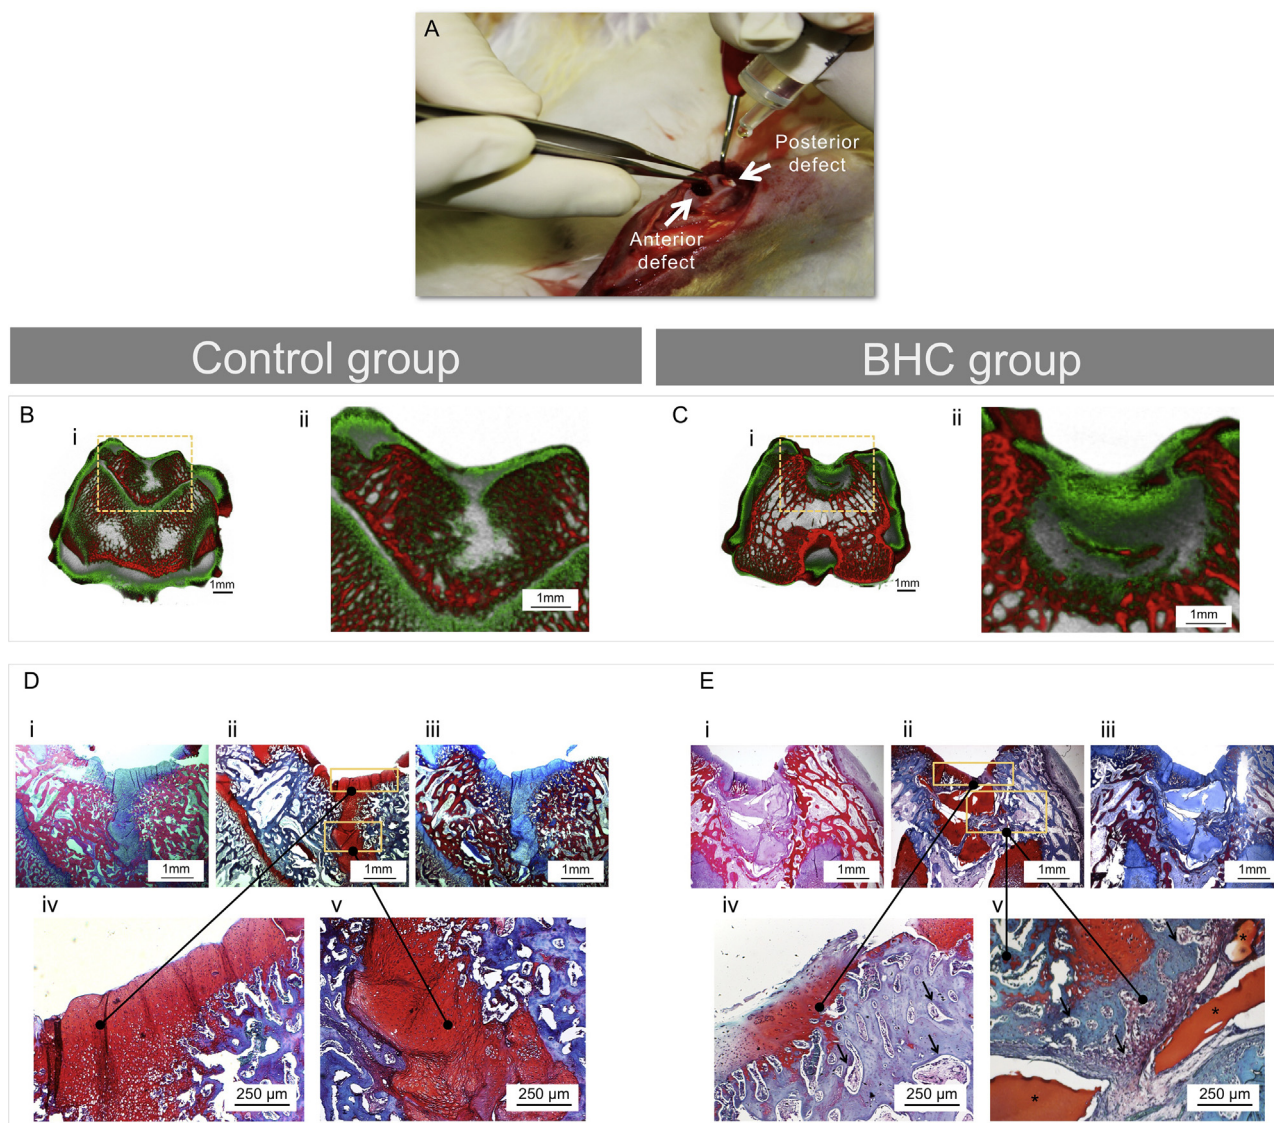 A
Posterior
defect
Anterior
defect
Control group
BHC group
B
i
ii
1mm
1mm
C
i
ii
1mm
1mm
D
i
ii
iii
1mm
1mm
1mm
iv
v
250 µm
250 µm
E
i
ii
iii
1mm
1mm
1mm
iv
v
250 µm
*
*
*
250 µm